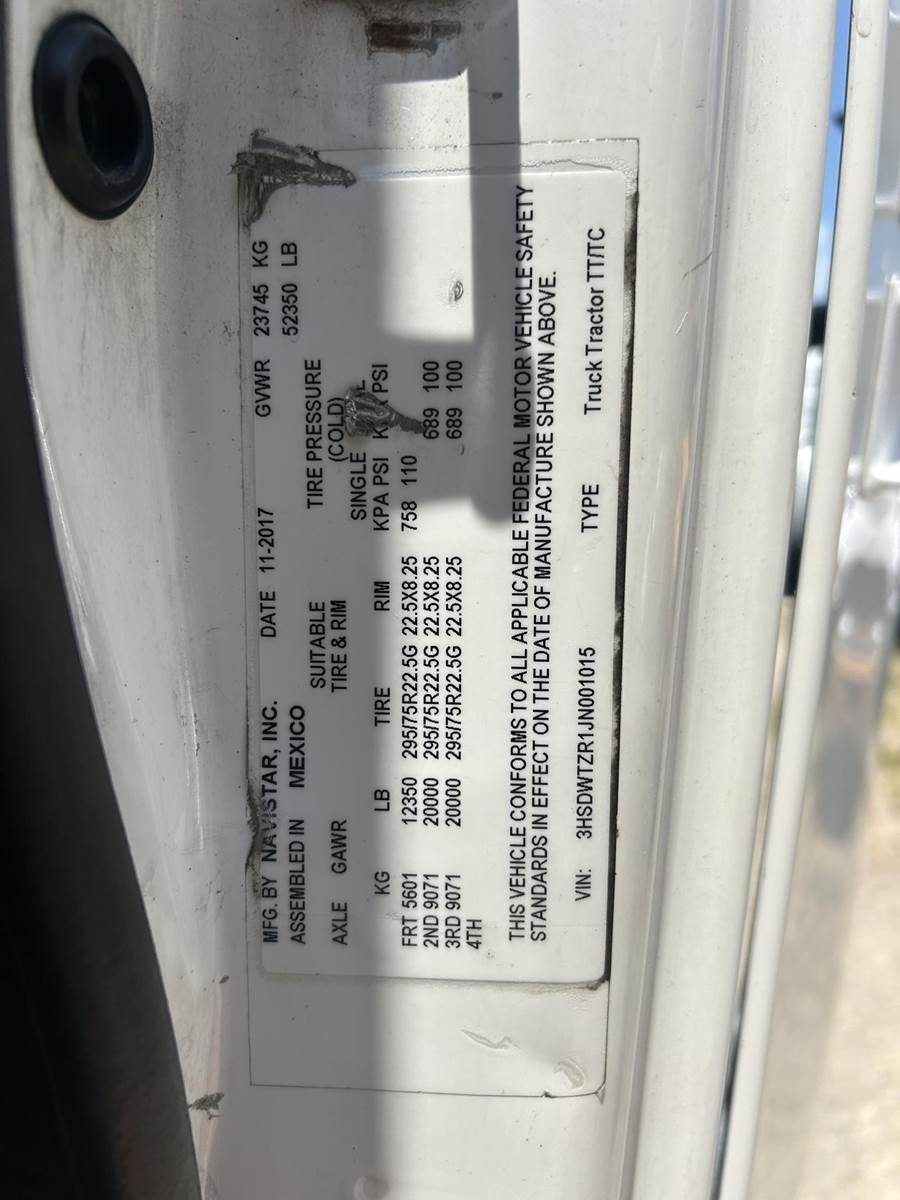 MFG. BY NAVISTAR, INC. DATE 11-2017 GVWR 23745 KG
ASSEMBLED IN MEXICO 52350 LB
SUITABLE TIRE PRESSURE
AXLE GAWR TIRE & RIM (COLD)
SINGLE
KG LB TIRE RIM KPA PSI PSI
FRT 5601 12350 295/75R22.5G 22.5X8.25 758 110
2ND 9071 20000 295/75R22.5G 22.5X8.25 689 100
3RD 9071 20000 295/75R22.5G 22.5X8.25 689 100
4TH
THIS VEHICLE CONFORMS TO ALL APPLICABLE FEDERAL MOTOR VEHICLE SAFETY
STANDARDS IN EFFECT ON THE DATE OF MANUFACTURE SHOWN ABOVE.
VIN: 3HSDWTZR1JN001015 TYPE Truck Tractor TT/TC